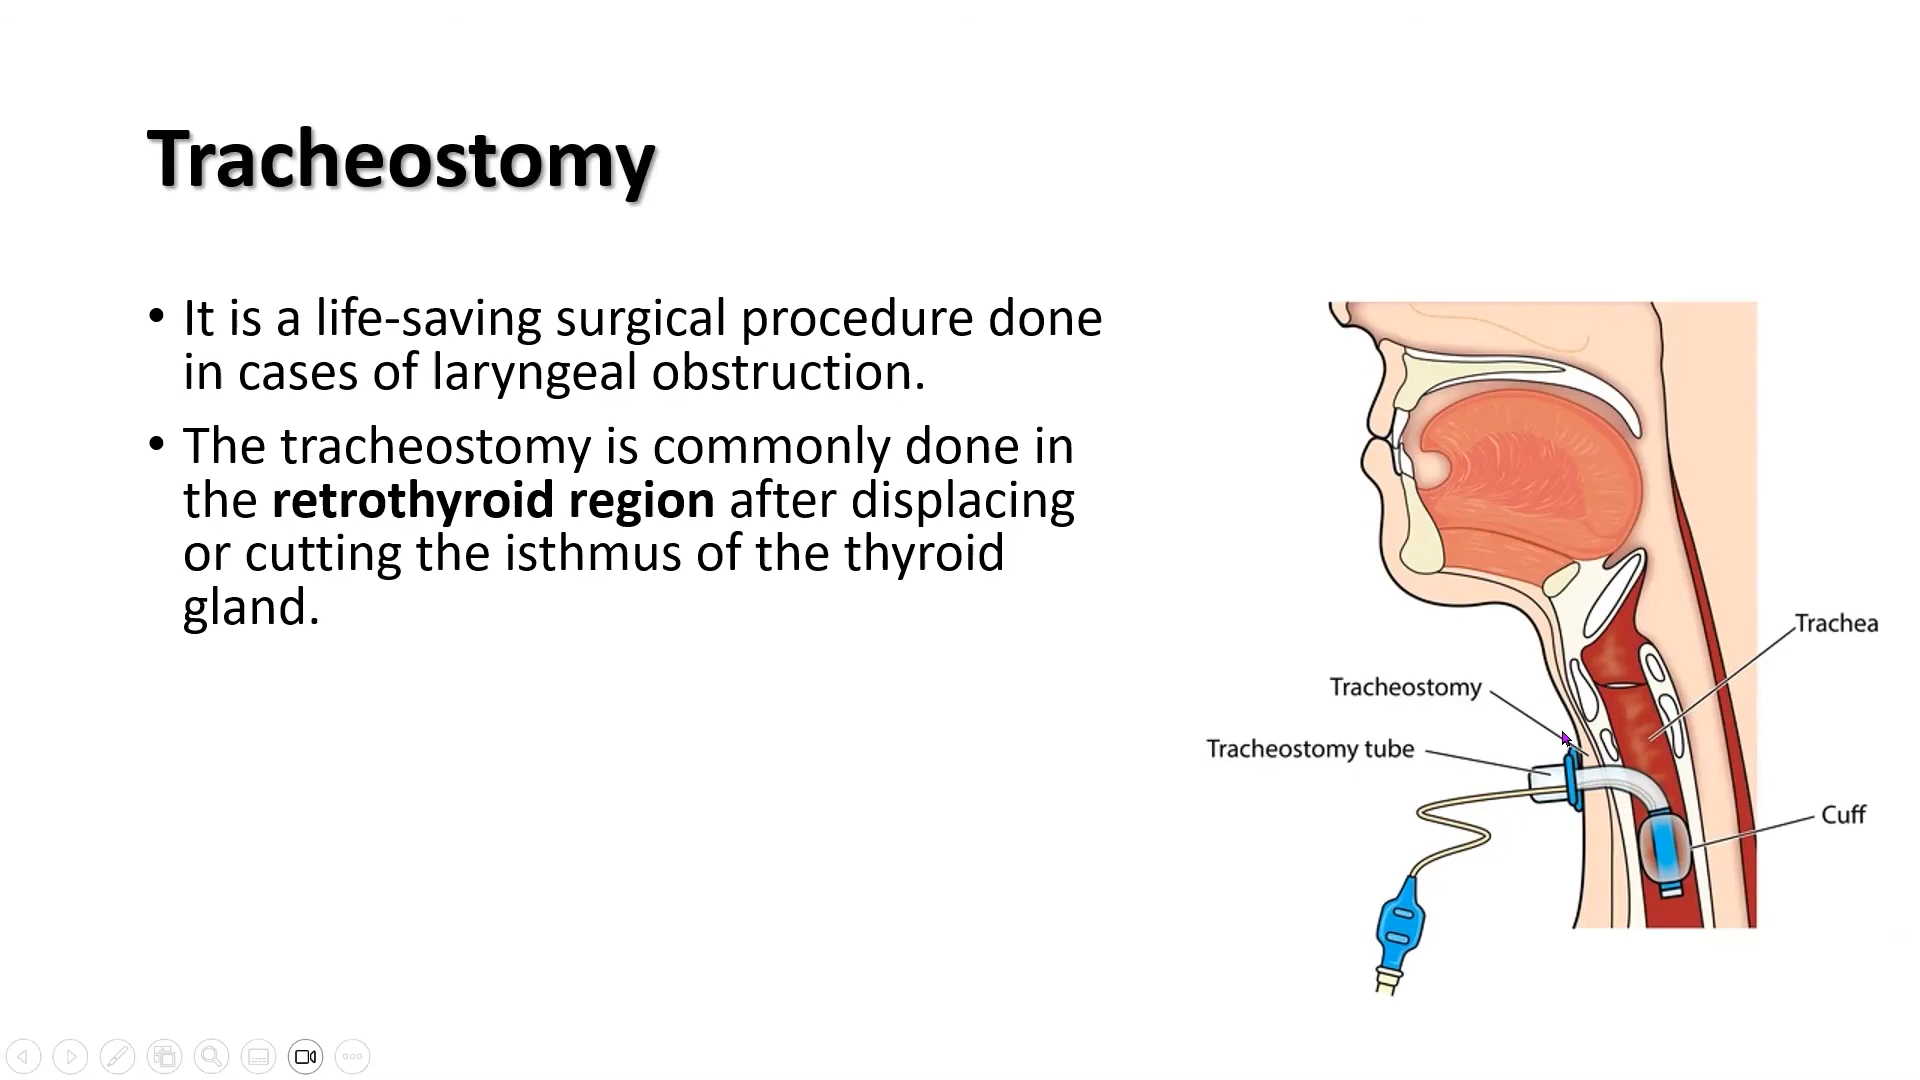 Tracheostomy
• It is a life-saving surgical procedure done
in cases of laryngeal obstruction.
• The tracheostomy is commonly done in
the retrothyroid region after displacing
or cutting the isthmus of the thyroid
gland.
Trachea
Tracheostomy
Tracheostomy tube
Cuff